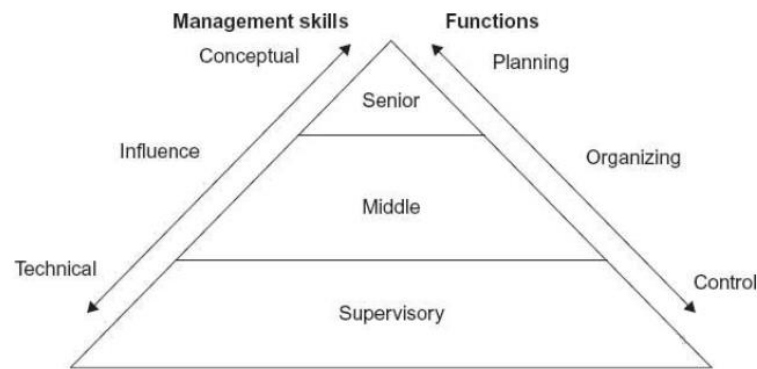 Management skills
Functions
Conceptual
Planning
Senior
Influence
Organizing
Middle
Technical
Control
Supervisory